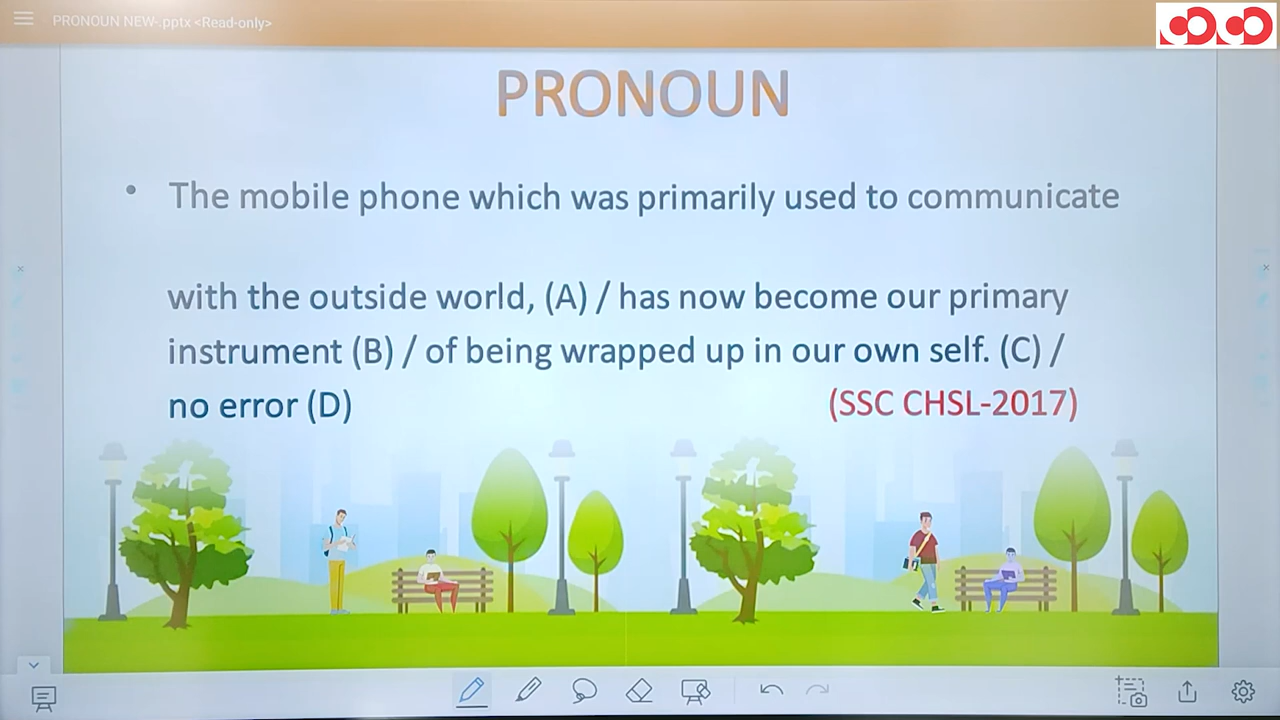 PRONOUN NEW-.pptx <Read-only>
PRONOUN
• The mobile phone which was primarily used to communicate
with the outside world, (A) / has now become our primary
instrument (B) / of being wrapped up in our own self. (C) /
no error (D) (SSC CHSL-2017)